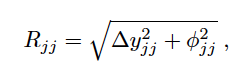 R_{jj} = \sqrt{\Delta y_{jj}^2 + \phi_{jj}^2} ,